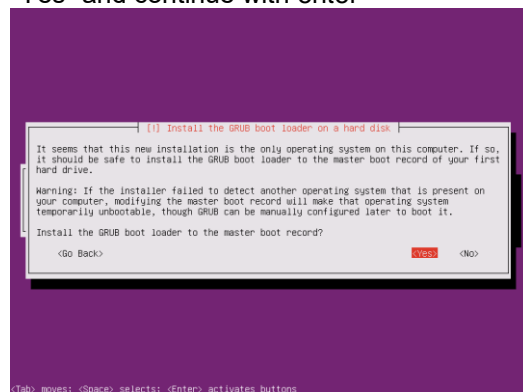 "Yes" and continue with enter
[!] Install the GRUB boot loader on a hard disk
It seems that this new installation is the only operating system on this computer. If so,
it should be safe to install the GRUB boot loader to the master boot record of your first
hard drive.
Warning: If the installer failed to detect another operating system that is present on
your computer, modifying the master boot record will make that operating system
temporarily unbootable, though GRUB can be manually configured later to boot it.
Install the GRUB boot loader to the master boot record?
<Go Back> <Yes> <No>
<Tab> moves; <Space> selects; <Enter> activates buttons